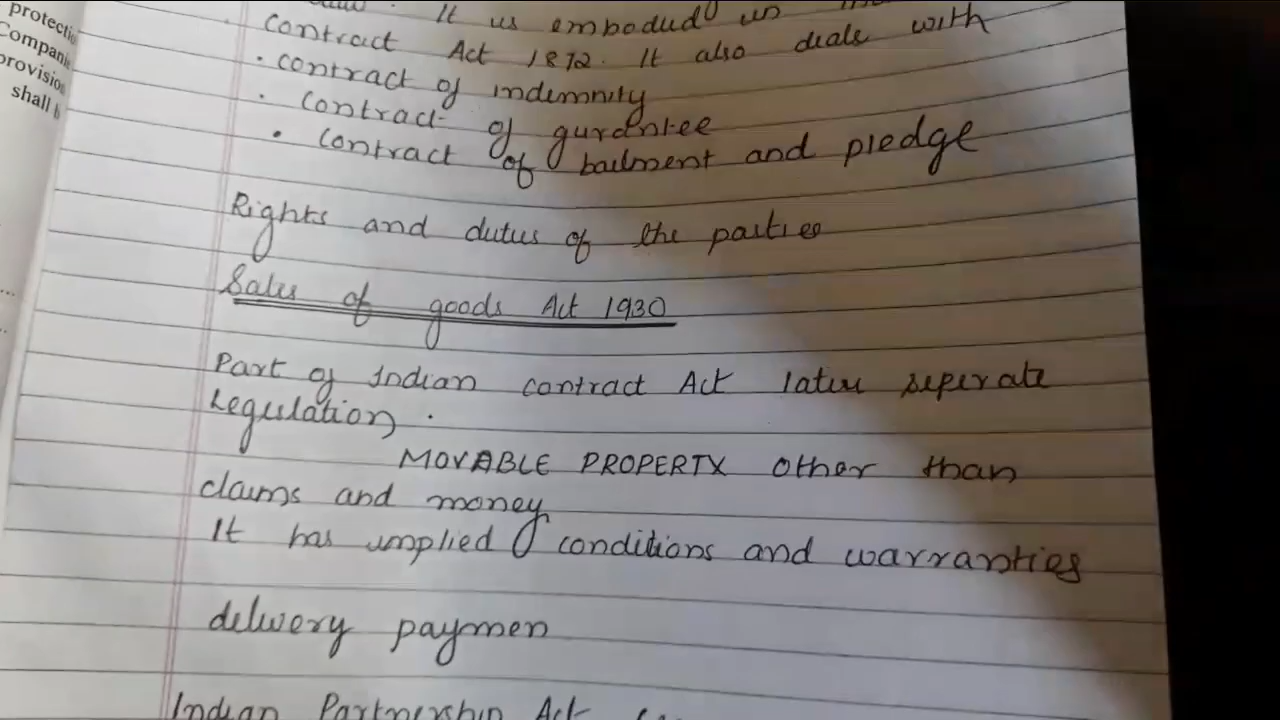 protectio
Compani
provision
shall b
It is embodied in
contract Act 1872. It also deals with
. contract of indemnity
. contract of gurantee
• contract of bailment and pledge
Rights and duties of the parties
Sales of goods Act 1930
Part of Indian contract Act later seperate
regulation.
MOVABLE PROPERTY other than
claims and money
It has implied conditions and warranties
delivery paymen
Indian Partnership Act